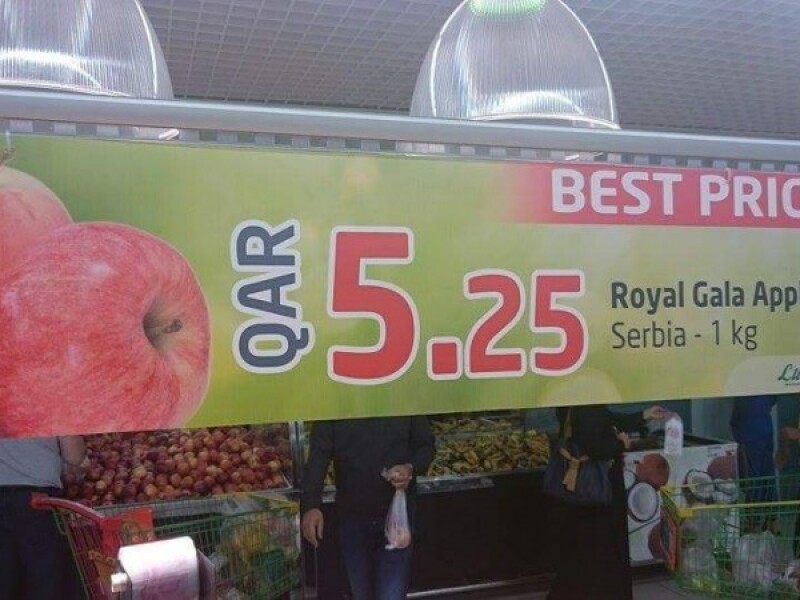 BEST PRIC
QAR 5.25
Royal Gala Appl
Serbia - 1 kg